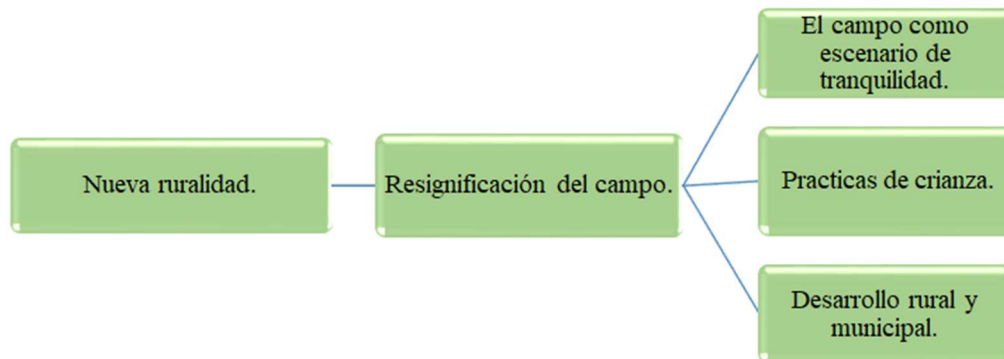 Nueva ruralidad.
Resignificación del campo.
El campo como
escenario de
tranquilidad.
Practicas de crianza.
Desarrollo rural y
municipal.